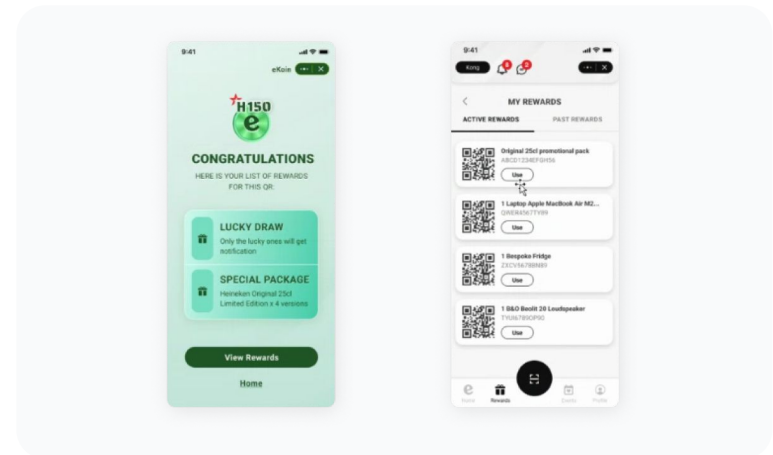 9:41
eKoin
H150
e
CONGRATULATIONS
HERE IS YOUR LIST OF REWARDS
FOR THIS QR.
LUCKY DRAW
Only the lucky ones will get
notification
SPECIAL PACKAGE
Heineken Original 25cl
Limited Edition x 4 versions
View Rewards
Home
9:41
Kong
MY REWARDS
ACTIVE REWARDS
PAST REWARDS
Original 25cl promotional pack
ABCD1234EFGH56
Use
1 Laptop Apple MacBook Air M2...
Use
1 Bespoke Fridge
Use
1 B&O Beolit 20 Loudspeaker
Use
Home
Rewards
Profile